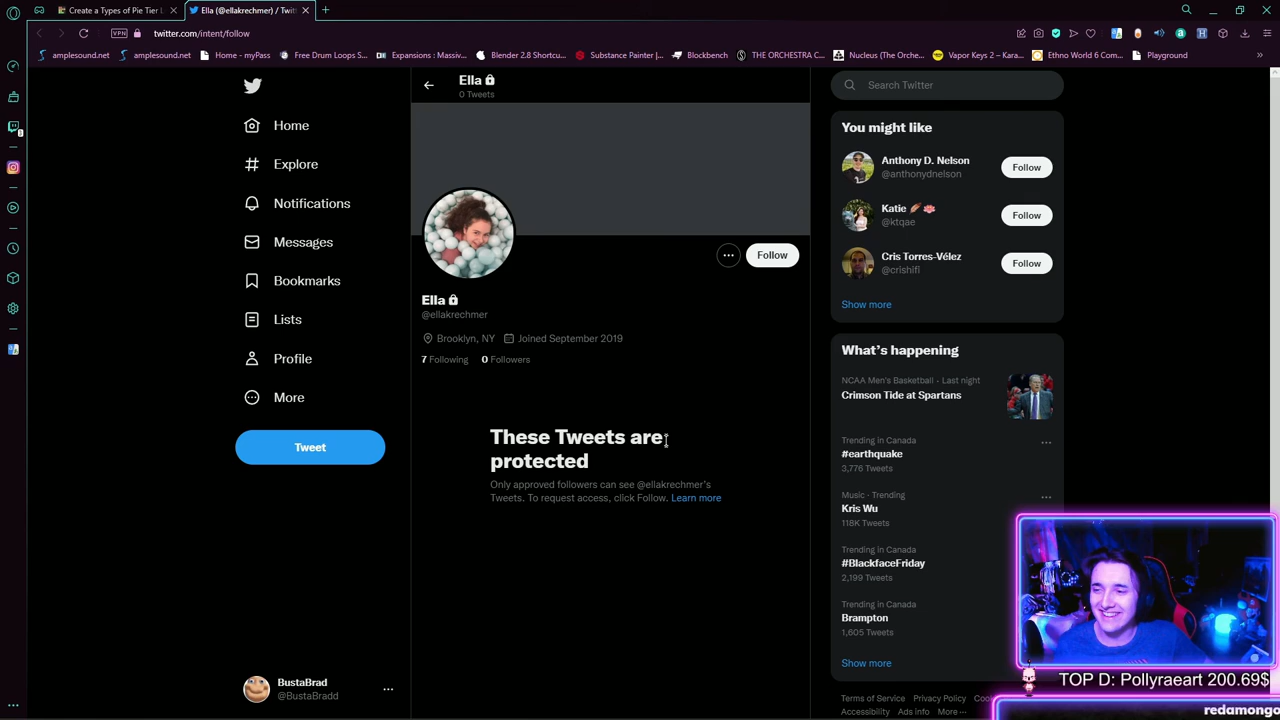 Create a Types of Pie Tier L
Ella (@ellakrechmer) / Twitt
VPN
twitter.com/intent/follow
amplesound.net
amplesound.net
Home - myPass
Free Drum Loops S...
Expansions : Massiv...
Blender 2.8 Shortcu...
Substance Painter |...
Blockbench
THE ORCHESTRA C...
Nucleus (The Orche...
Vapor Keys 2 – Kara...
Ethno World 6 Com...
Playground
Home
Explore
Notifications
Messages
Bookmarks
Lists
Profile
More
Tweet
BustaBrad
@BustaBradd
Ella
0 Tweets
Follow
Ella
@ellakrechmer
Brooklyn, NY
Joined September 2019
7 Following
0 Followers
These Tweets are
protected
Only approved followers can see @ellakrechmer's
Tweets. To request access, click Follow. Learn more
Search Twitter
You might like
Anthony D. Nelson
@anthonydnelson
Follow
Katie
@ktqae
Follow
Cris Torres-Vélez
@crishifi
Follow
Show more
What's happening
NCAA Men's Basketball · Last night
Crimson Tide at Spartans
Trending in Canada
#earthquake
3,776 Tweets
Music · Trending
Kris Wu
118K Tweets
Trending in Canada
#BlackfaceFriday
2,199 Tweets
Trending in Canada
Brampton
1,605 Tweets
Show more
Terms of Service Privacy Policy
Accessibility Ads info More ...
TOP D: Pollyraeart 200.69$
redamongo